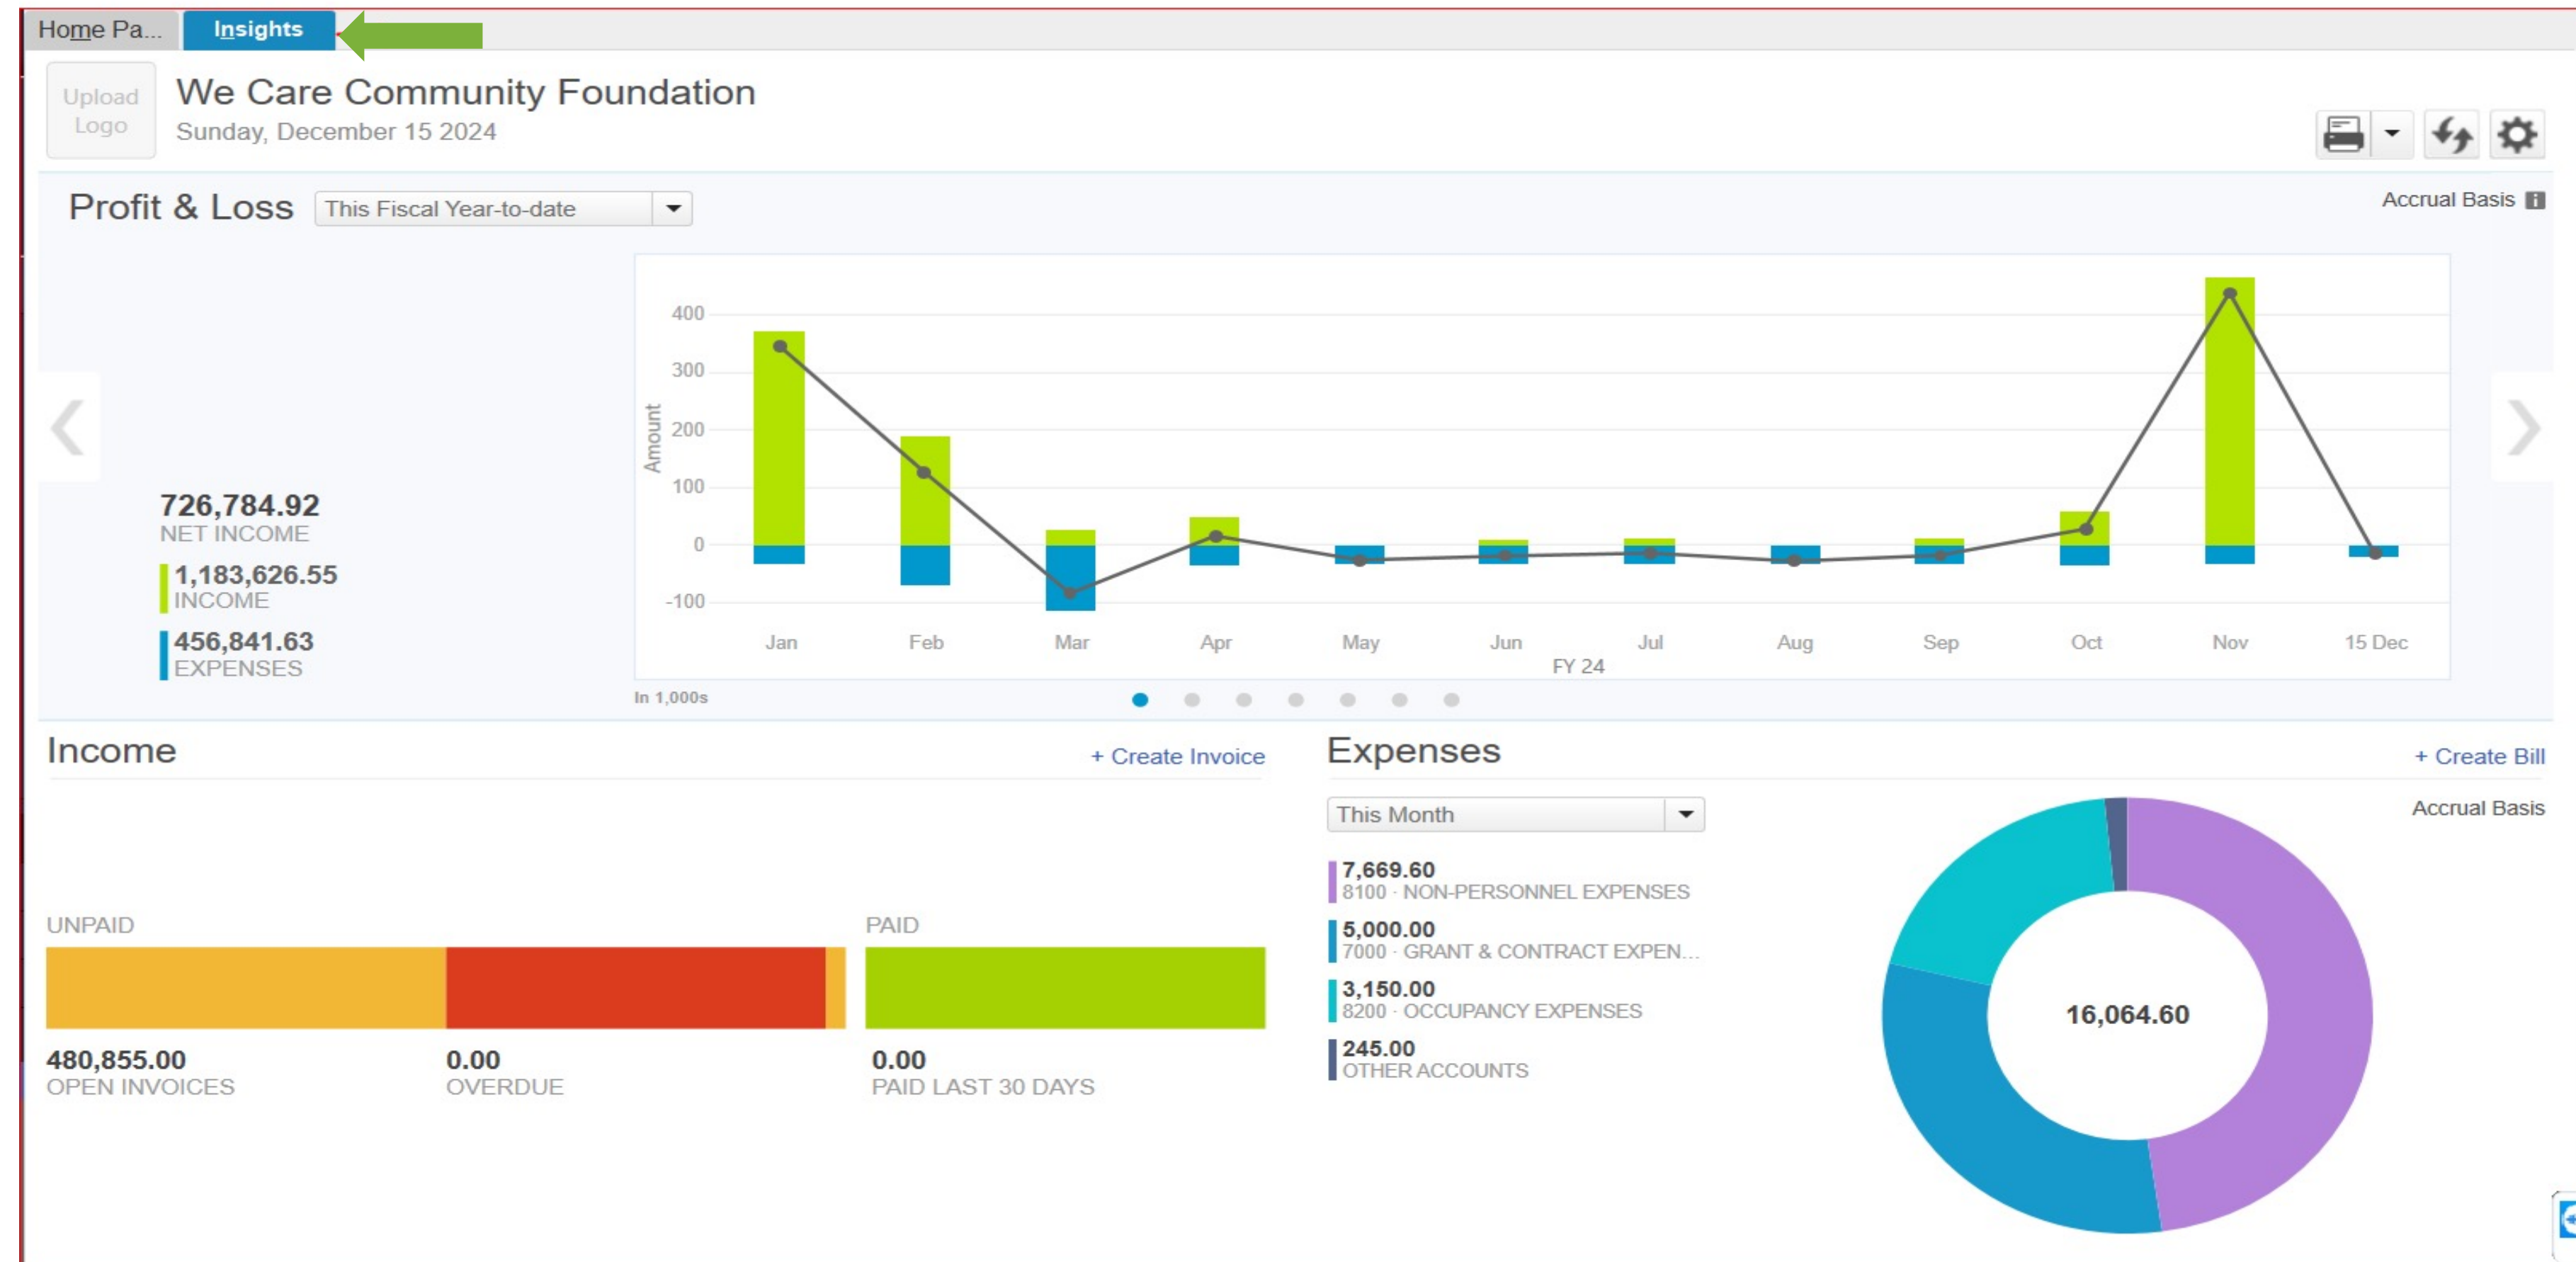 Home Pa...
Insights
Upload
Logo
We Care Community Foundation
Sunday, December 15 2024
Profit & Loss
This Fiscal Year-to-date
Accrual Basis
726,784.92
NET INCOME
1,183,626.55
INCOME
456,841.63
EXPENSES
Amount
400
300
200
100
0
-100
Jan Feb Mar Apr May Jun Jul Aug Sep Oct Nov 15 Dec
FY 24
In 1,000s
Income
+ Create Invoice
UNPAID
PAID
480,855.00
OPEN INVOICES
0.00
OVERDUE
0.00
PAID LAST 30 DAYS
Expenses
+ Create Bill
This Month
Accrual Basis
7,669.60
8100 · NON-PERSONNEL EXPENSES
5,000.00
7000 · GRANT & CONTRACT EXPEN...
3,150.00
8200 · OCCUPANCY EXPENSES
245.00
OTHER ACCOUNTS
16,064.60